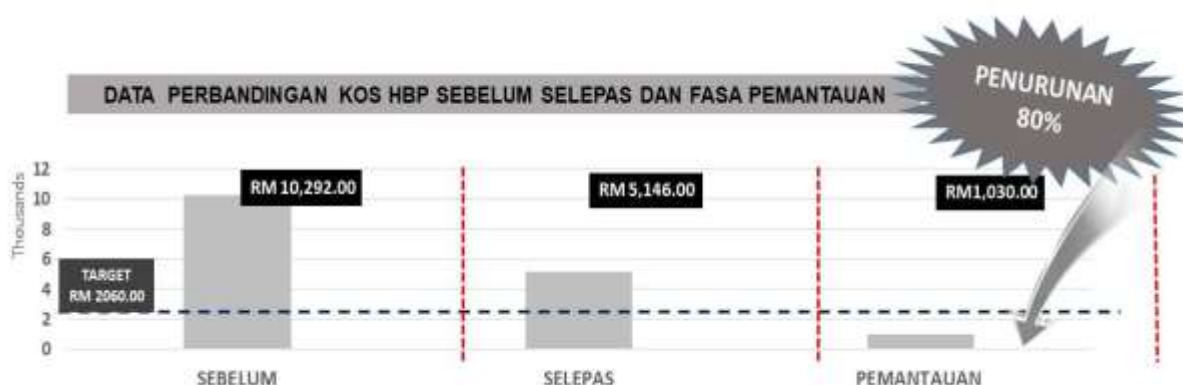 DATA PERBANDINGAN KOS HBP SEBELUM SELEPAS DAN FASA PEMANTAUAN
PENURUNAN
80%
Thousands
12
10
8
6
4
2
0
TARGET
RM 2060.00
RM 10,292.00
RM 5,146.00
RM1,030.00
SEBELUM
SELEPAS
PEMANTAUAN